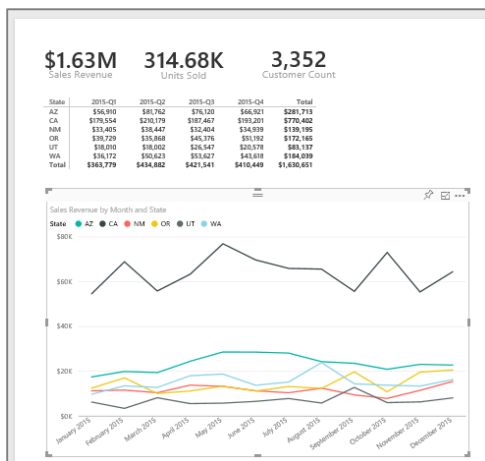 $1.63M 314.68K 3,352
Sales Revenue Units Sold Customer Count
State 2015-Q1 2015-Q2 2015-Q3 2015-Q4 Total
AZ $56,910 $81,762 $76,120 $66,921 $281,713
CA $179,554 $210,179 $187,467 $193,201 $770,402
NM $33,405 $38,447 $32,404 $34,939 $139,195
OR $39,729 $35,868 $45,376 $51,192 $172,165
UT $18,010 $18,002 $26,547 $20,578 $83,137
WA $36,172 $50,623 $53,627 $43,618 $184,039
Total $363,779 $434,882 $421,541 $410,449 $1,630,651
Sales Revenue by Month and State
State AZ CA NM OR UT WA
$80K
$60K
$40K
$20K
$0K
January 2015 February 2015 March 2015 April 2015 May 2015 June 2015 July 2015 August 2015 September 2015 October 2015 November 2015 December 2015